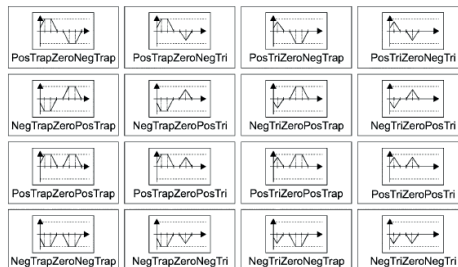 PosTrapZeroNegTrap PosTrapZeroNegTri PosTriZeroNegTrap PosTriZeroNegTri
NegTrapZeroPosTrap NegTrapZeroPosTri NegTriZeroPosTrap NegTriZeroPosTri
PosTrapZeroPosTrap PosTrapZeroPosTri PosTriZeroPosTrap PosTriZeroPosTri
NegTrapZeroNegTrap NegTrapZeroNegTri NegTriZeroNegTrap NegTriZeroNegTri